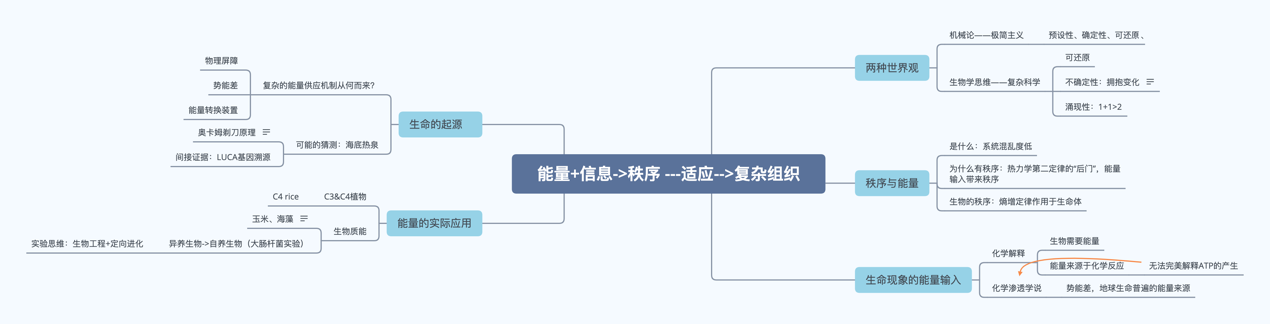 能量+信息->秩序 ---适应-->复杂组织
两种世界观
机械论——极简主义
预设性、确定性、可还原、
生物学思维——复杂科学
可还原
不确定性：拥抱变化
涌现性：1+1>2
秩序与能量
是什么：系统混乱度低
为什么有秩序：热力学第二定律的“后门”，能量
输入带来秩序
生物的秩序：熵增定律作用于生命体
生命现象的能量输入
化学解释
生物需要能量
能量来源于化学反应
无法完美解释ATP的产生
化学渗透学说
势能差，地球生命普遍的能量来源
生命的起源
复杂的能量供应机制从何而来？
物理屏障
势能差
能量转换装置
可能的猜测：海底热泉
奥卡姆剃刀原理
间接证据：LUCA基因溯源
能量的实际应用
C3&C4植物
C4 rice
生物质能
玉米、海藻
异养生物->自养生物（大肠杆菌实验）
实验思维：生物工程+定向进化